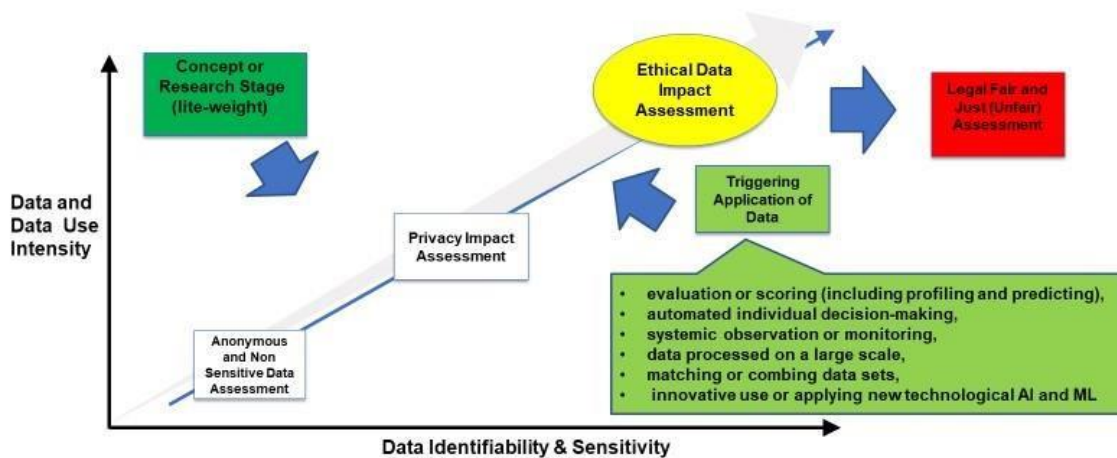 Concept or
Research Stage
(lite-weight)
Ethical Data
Impact
Assessment
Legal Fair and
Just (Unfair)
Assessment
Data and
Data Use
Intensity
Privacy Impact
Assessment
Triggering
Application of
Data
Anonymous
and Non
Sensitive Data
Assessment
• evaluation or scoring (including profiling and predicting),
• automated individual decision-making,
• systemic observation or monitoring,
• data processed on a large scale,
• matching or combing data sets,
• innovative use or applying new technological AI and ML
Data Identifiability & Sensitivity